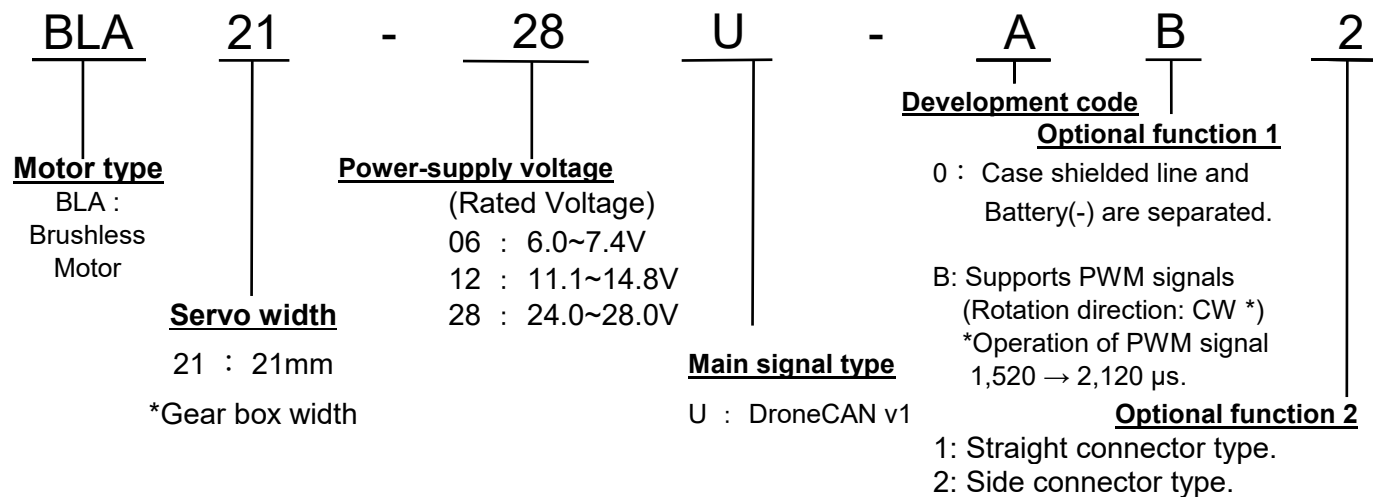 BLA 21 - 28 U - A B 2
Development code
Optional function 1
Motor type
BLA :
Brushless
Motor
Power-supply voltage
(Rated Voltage)
06 : 6.0~7.4V
12 : 11.1~14.8V
28 : 24.0~28.0V
0 : Case shielded line and
Battery(-) are separated.
B: Supports PWM signals
(Rotation direction: CW *)
*Operation of PWM signal
1,520 → 2,120 µs.
Servo width
21 : 21mm
*Gear box width
Main signal type
U : DroneCAN v1
Optional function 2
1: Straight connector type.
2: Side connector type.